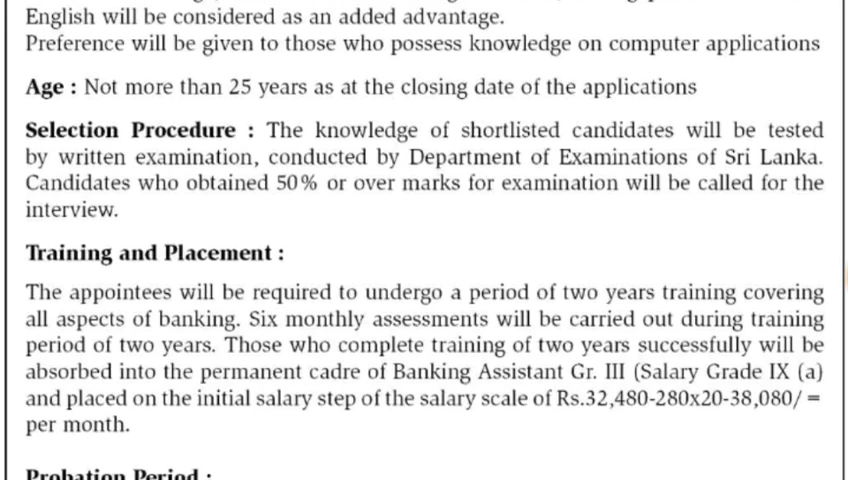 English will be considered as an added advantage.
Preference will be given to those who possess knowledge on computer applications
Age : Not more than 25 years as at the closing date of the applications
Selection Procedure : The knowledge of shortlisted candidates will be tested
by written examination, conducted by Department of Examinations of Sri Lanka.
Candidates who obtained 50% or over marks for examination will be called for the
interview.
Training and Placement :
The appointees will be required to undergo a period of two years training covering
all aspects of banking. Six monthly assessments will be carried out during training
period of two years. Those who complete training of two years successfully will be
absorbed into the permanent cadre of Banking Assistant Gr. III (Salary Grade IX (a)
and placed on the initial salary step of the salary scale of Rs.32,480-280x20-38,080/ =
per month.
Probation Period :